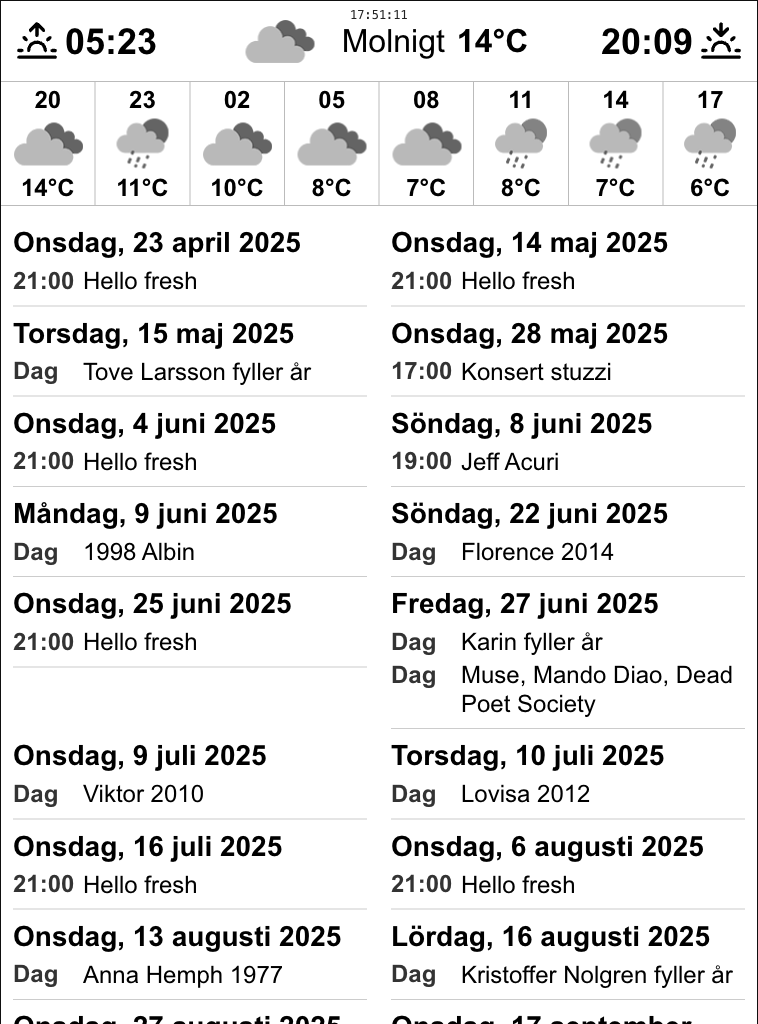 17:51:11
05:23
Molnigt 14°C
20:09
20 23 02 05 08 11 14 17
14°C 11°C 10°C 8°C 7°C 8°C 7°C 6°C
Onsdag, 23 april 2025
21:00 Hello fresh
Onsdag, 14 maj 2025
21:00 Hello fresh
Torsdag, 15 maj 2025
Dag Tove Larsson fyller år
Onsdag, 28 maj 2025
17:00 Konsert stuzzi
Onsdag, 4 juni 2025
21:00 Hello fresh
Söndag, 8 juni 2025
19:00 Jeff Acuri
Måndag, 9 juni 2025
Dag 1998 Albin
Söndag, 22 juni 2025
Dag Florence 2014
Onsdag, 25 juni 2025
21:00 Hello fresh
Fredag, 27 juni 2025
Dag Karin fyller år
Dag Muse, Mando Diao, Dead
Poet Society
Onsdag, 9 juli 2025
Dag Viktor 2010
Torsdag, 10 juli 2025
Dag Lovisa 2012
Onsdag, 16 juli 2025
21:00 Hello fresh
Onsdag, 6 augusti 2025
21:00 Hello fresh
Onsdag, 13 augusti 2025
Dag Anna Hemph 1977
Lördag, 16 augusti 2025
Dag Kristoffer Nolgren fyller år
Onsdag, 27 augusti 2025
Onsdag, 17 september